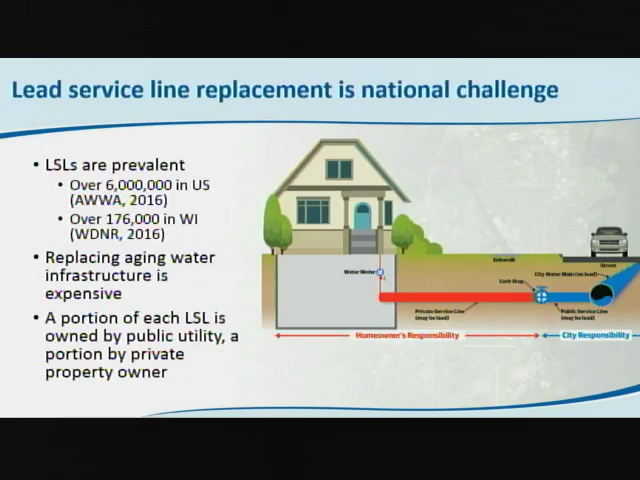 Lead service line replacement is national challenge
• LSLs are prevalent
• Over 6,000,000 in US
(AWWA, 2016)
• Over 176,000 in WI
(WDNR, 2016)
• Replacing aging water
infrastructure is
expensive
• A portion of each LSL is
owned by public utility, a
portion by private
property owner
Sidewalk
Street
Water Meter
City Water Main (no lead)
Curb Stop
Private Service Line
(may be lead)
Public Service Line
(may be lead)
Homeowner's Responsibility
City Responsibility